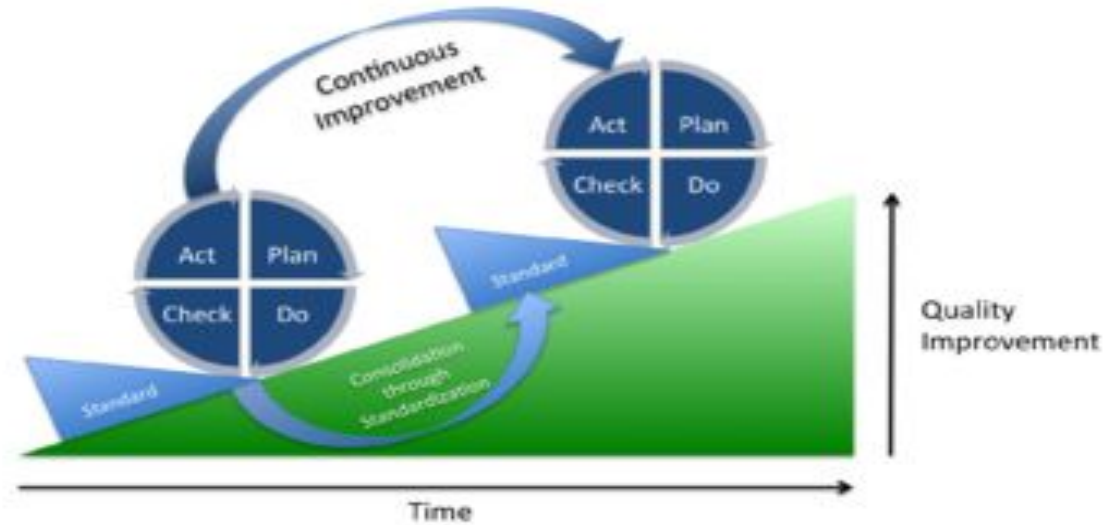 Continuous
Improvement
Act
Plan
Check
Do
Act
Plan
Check
Do
Standard
Standard
Consolidation
through
Standardization
Quality
Improvement
Time